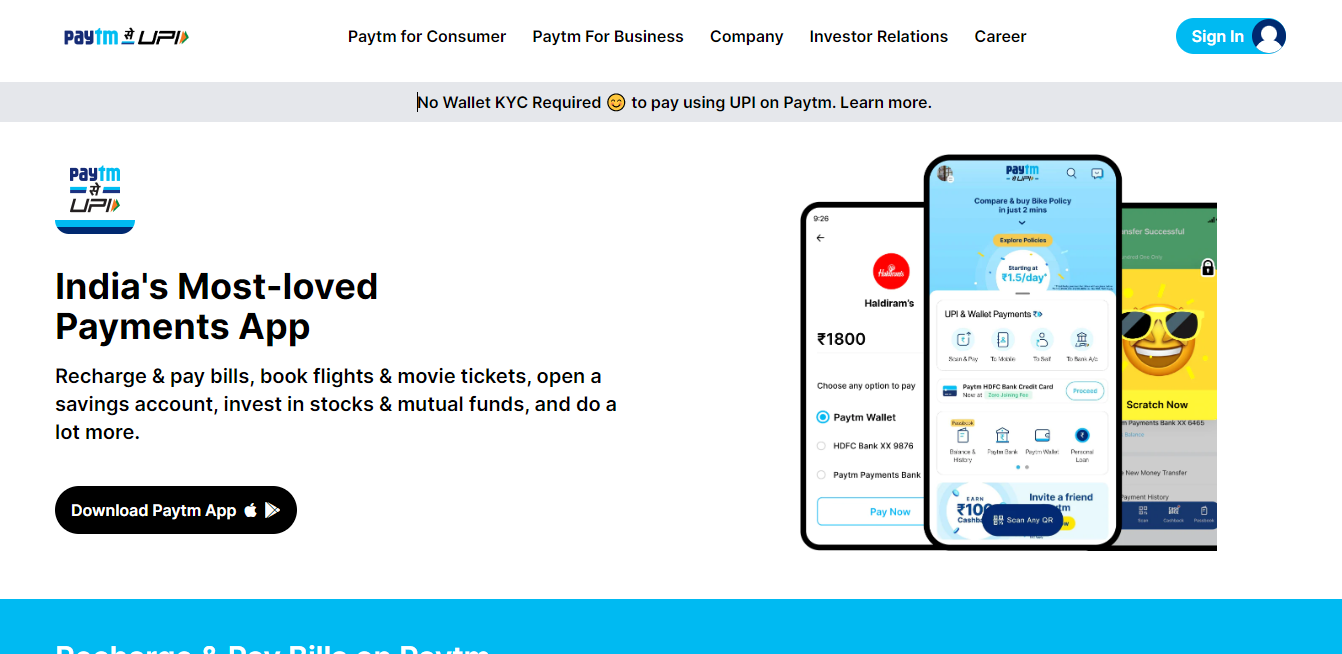 paytm से UPI
Paytm for Consumer
Paytm For Business
Company
Investor Relations
Career
Sign In
No Wallet KYC Required 😊 to pay using UPI on Paytm. Learn more.
paytm
से
UPI
India's Most-loved
Payments App
Recharge & pay bills, book flights & movie tickets, open a
savings account, invest in stocks & mutual funds, and do a
lot more.
Download Paytm App
9:26
Haldiram's
Haldiram's
₹1800
Choose any option to pay
Paytm Wallet
HDFC Bank XX 9876
Paytm Payments Bank
Pay Now
paytm
से UPI
Compare & buy Bike Policy
in just 2 mins
Explore Policies
Starting at
₹1.5/day*
UPI & Wallet Payments
Scan & Pay
To Mobile
To Self
To Bank A/c
Paytm HDFC Bank Credit Card
Now at Zero Joining Fee
Proceed
Passbook
Balance &
History
Paytm Bank
Paytm Wallet
Personal
Loan
EARN
₹100
Cashb
Invite a friend
tm
Scan Any QR
nsfer Successful
ndred One Only
Scratch Now
m Payments Bank XX 6465
Balance
New Money Transfer
Payment History
Scan
Cashback
Passbook
Recharge & Pay Bills on Paytm